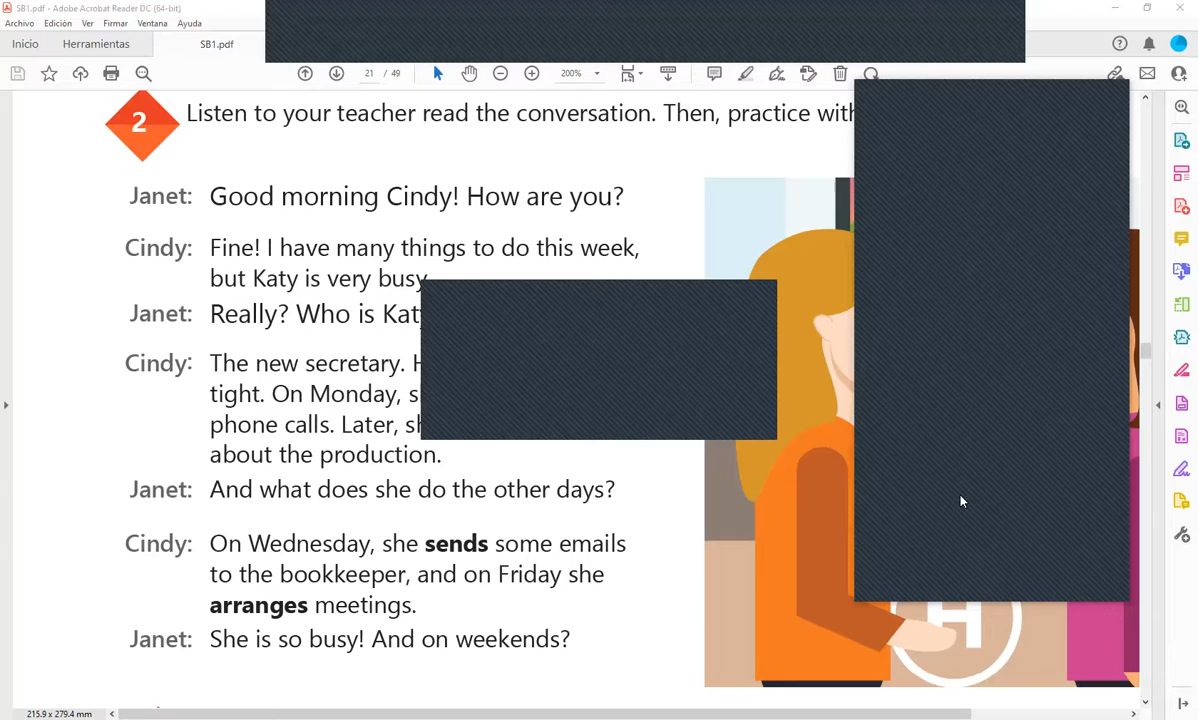 SB1.pdf - Adobe Acrobat Reader DC (64-bit)
Archivo Edición Ver Firmar Ventana Ayuda
Inicio Herramientas SB1.pdf
21 / 49 200%
2 Listen to your teacher read the conversation. Then, practice with
Janet: Good morning Cindy! How are you?
Cindy: Fine! I have many things to do this week,
but Katy is very busy
Janet: Really? Who is Katy
Cindy: The new secretary.
tight. On Monday,
phone calls. Later,
about the production.
Janet: And what does she do the other days?
Cindy: On Wednesday, she sends some emails
to the bookkeeper, and on Friday she
arranges meetings.
Janet: She is so busy! And on weekends?
H
215.9 x 279.4 mm